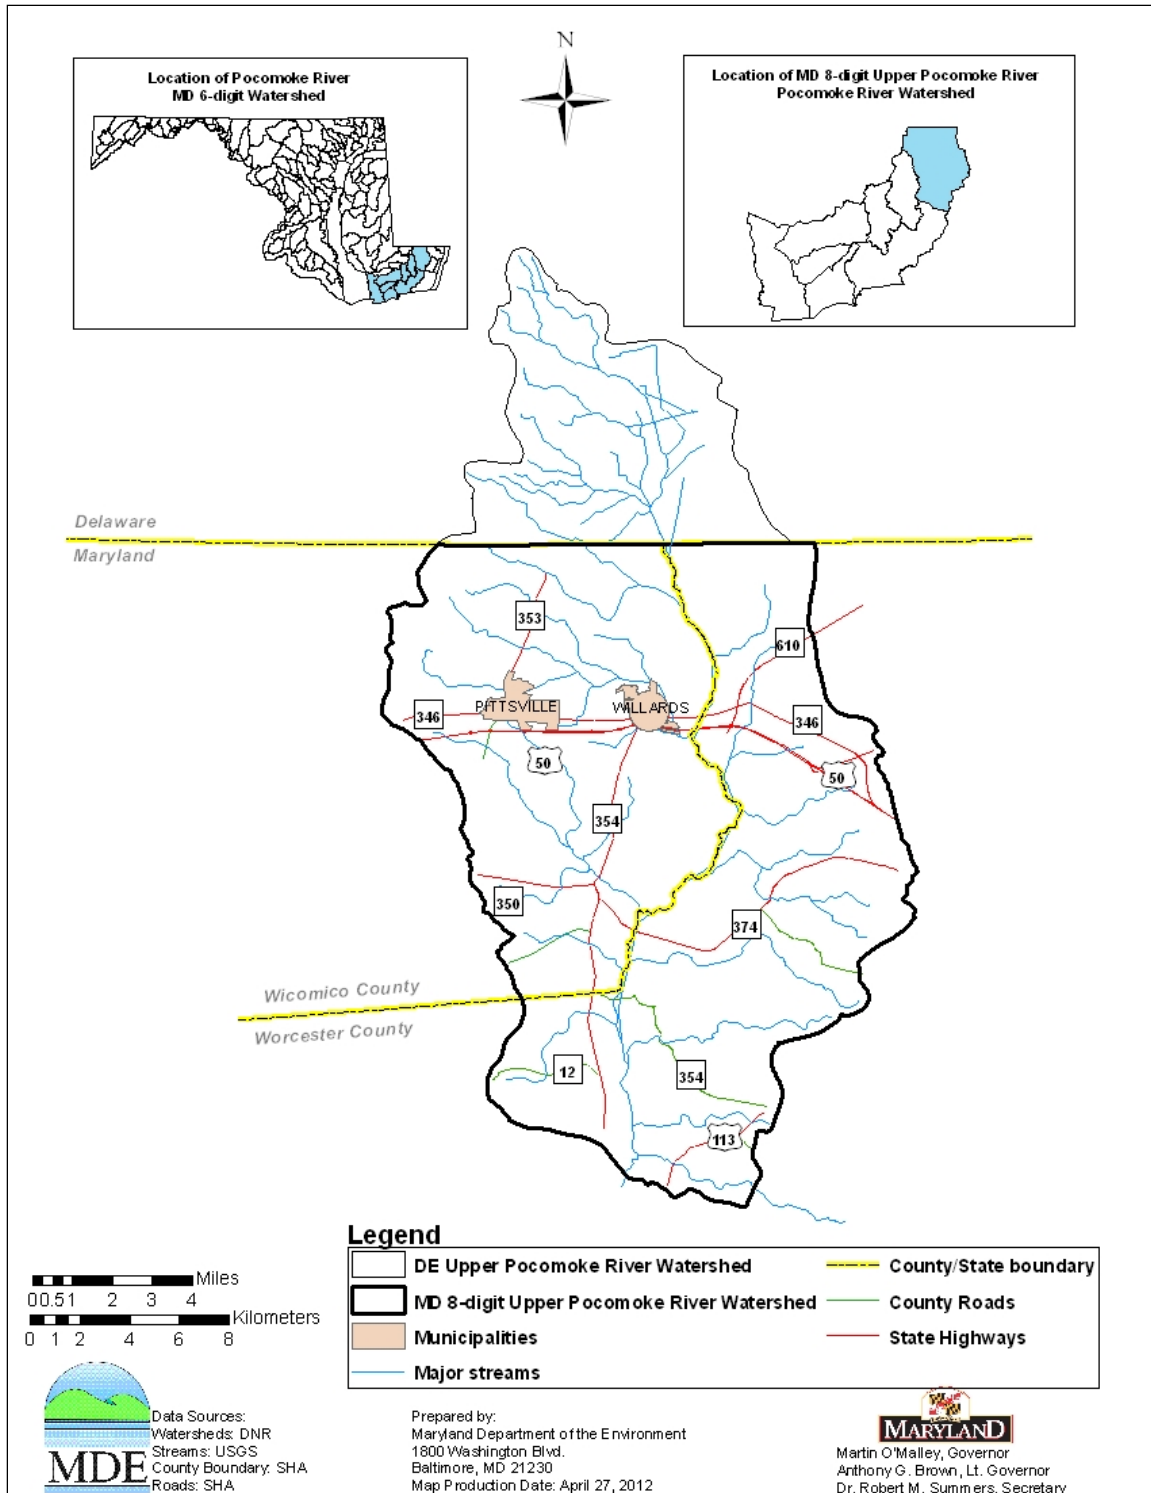 Location of Pocomoke River
MD 6-digit Watershed
N
Location of MD 8-digit Upper Pocomoke River
Pocomoke River Watershed
Delaware
Maryland
353
610
PITTSVILLE
WILLARDS
346
346
50
50
354
350
374
Wicomico County
Worcester County
12
354
113
Legend
DE Upper Pocomoke River Watershed
County/State boundary
MD 8-digit Upper Pocomoke River Watershed
County Roads
Municipalities
State Highways
Major streams
Miles
0 0.5 1 2 3 4
Kilometers
0 1 2 4 6 8
MDE
Data Sources:
Watersheds: DNR
Streams: USGS
County Boundary: SHA
Roads: SHA
Prepared by:
Maryland Department of the Environment
1800 Washington Blvd.
Baltimore, MD 21230
Map Production Date: April 27, 2012
MARYLAND
Martin O'Malley, Governor
Anthony G. Brown, Lt. Governor
Dr. Robert M. Summers, Secretary